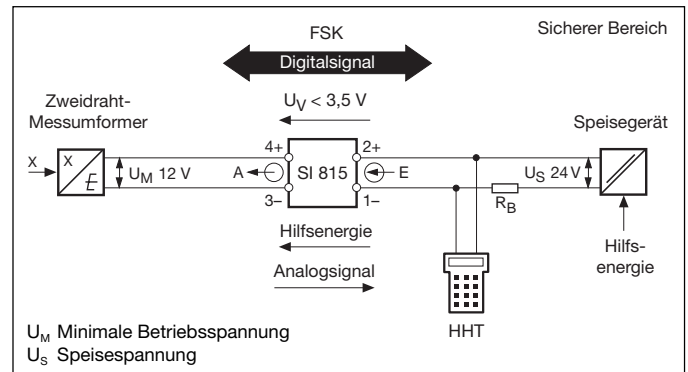 FSK
Sicherer Bereich
Digitalsignal
Zweidraht-
Messumformer
U_V < 3,5 V
Speisegerät
4+
2+
X
X
E
U_M 12 V
A
SI 815
E
U_S 24 V
3–
1–
R_B
Hilfsenergie
Hilfs-
energie
Analogsignal
HHT
U_M Minimale Betriebsspannung
U_S Speisespannung